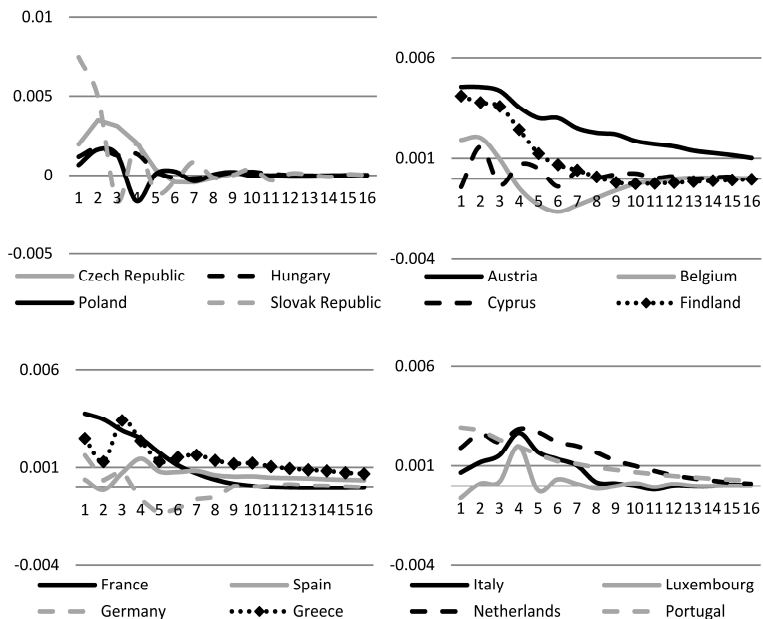 0.01
0.005
0
1 2 3 4 5 6 7 8 9 10 11 12 13 14 15 16
-0.005
Czech Republic Hungary
Poland Slovak Republic
0.006
0.001
1 2 3 4 5 6 7 8 9 10 11 12 13 14 15 16
-0.004
Austria Belgium
Cyprus Findland
0.006
0.001
1 2 3 4 5 6 7 8 9 10 11 12 13 14 15 16
-0.004
France Spain
Germany Greece
0.006
0.001
1 2 3 4 5 6 7 8 9 10 11 12 13 14 15 16
-0.004
Italy Luxembourg
Netherlands Portugal